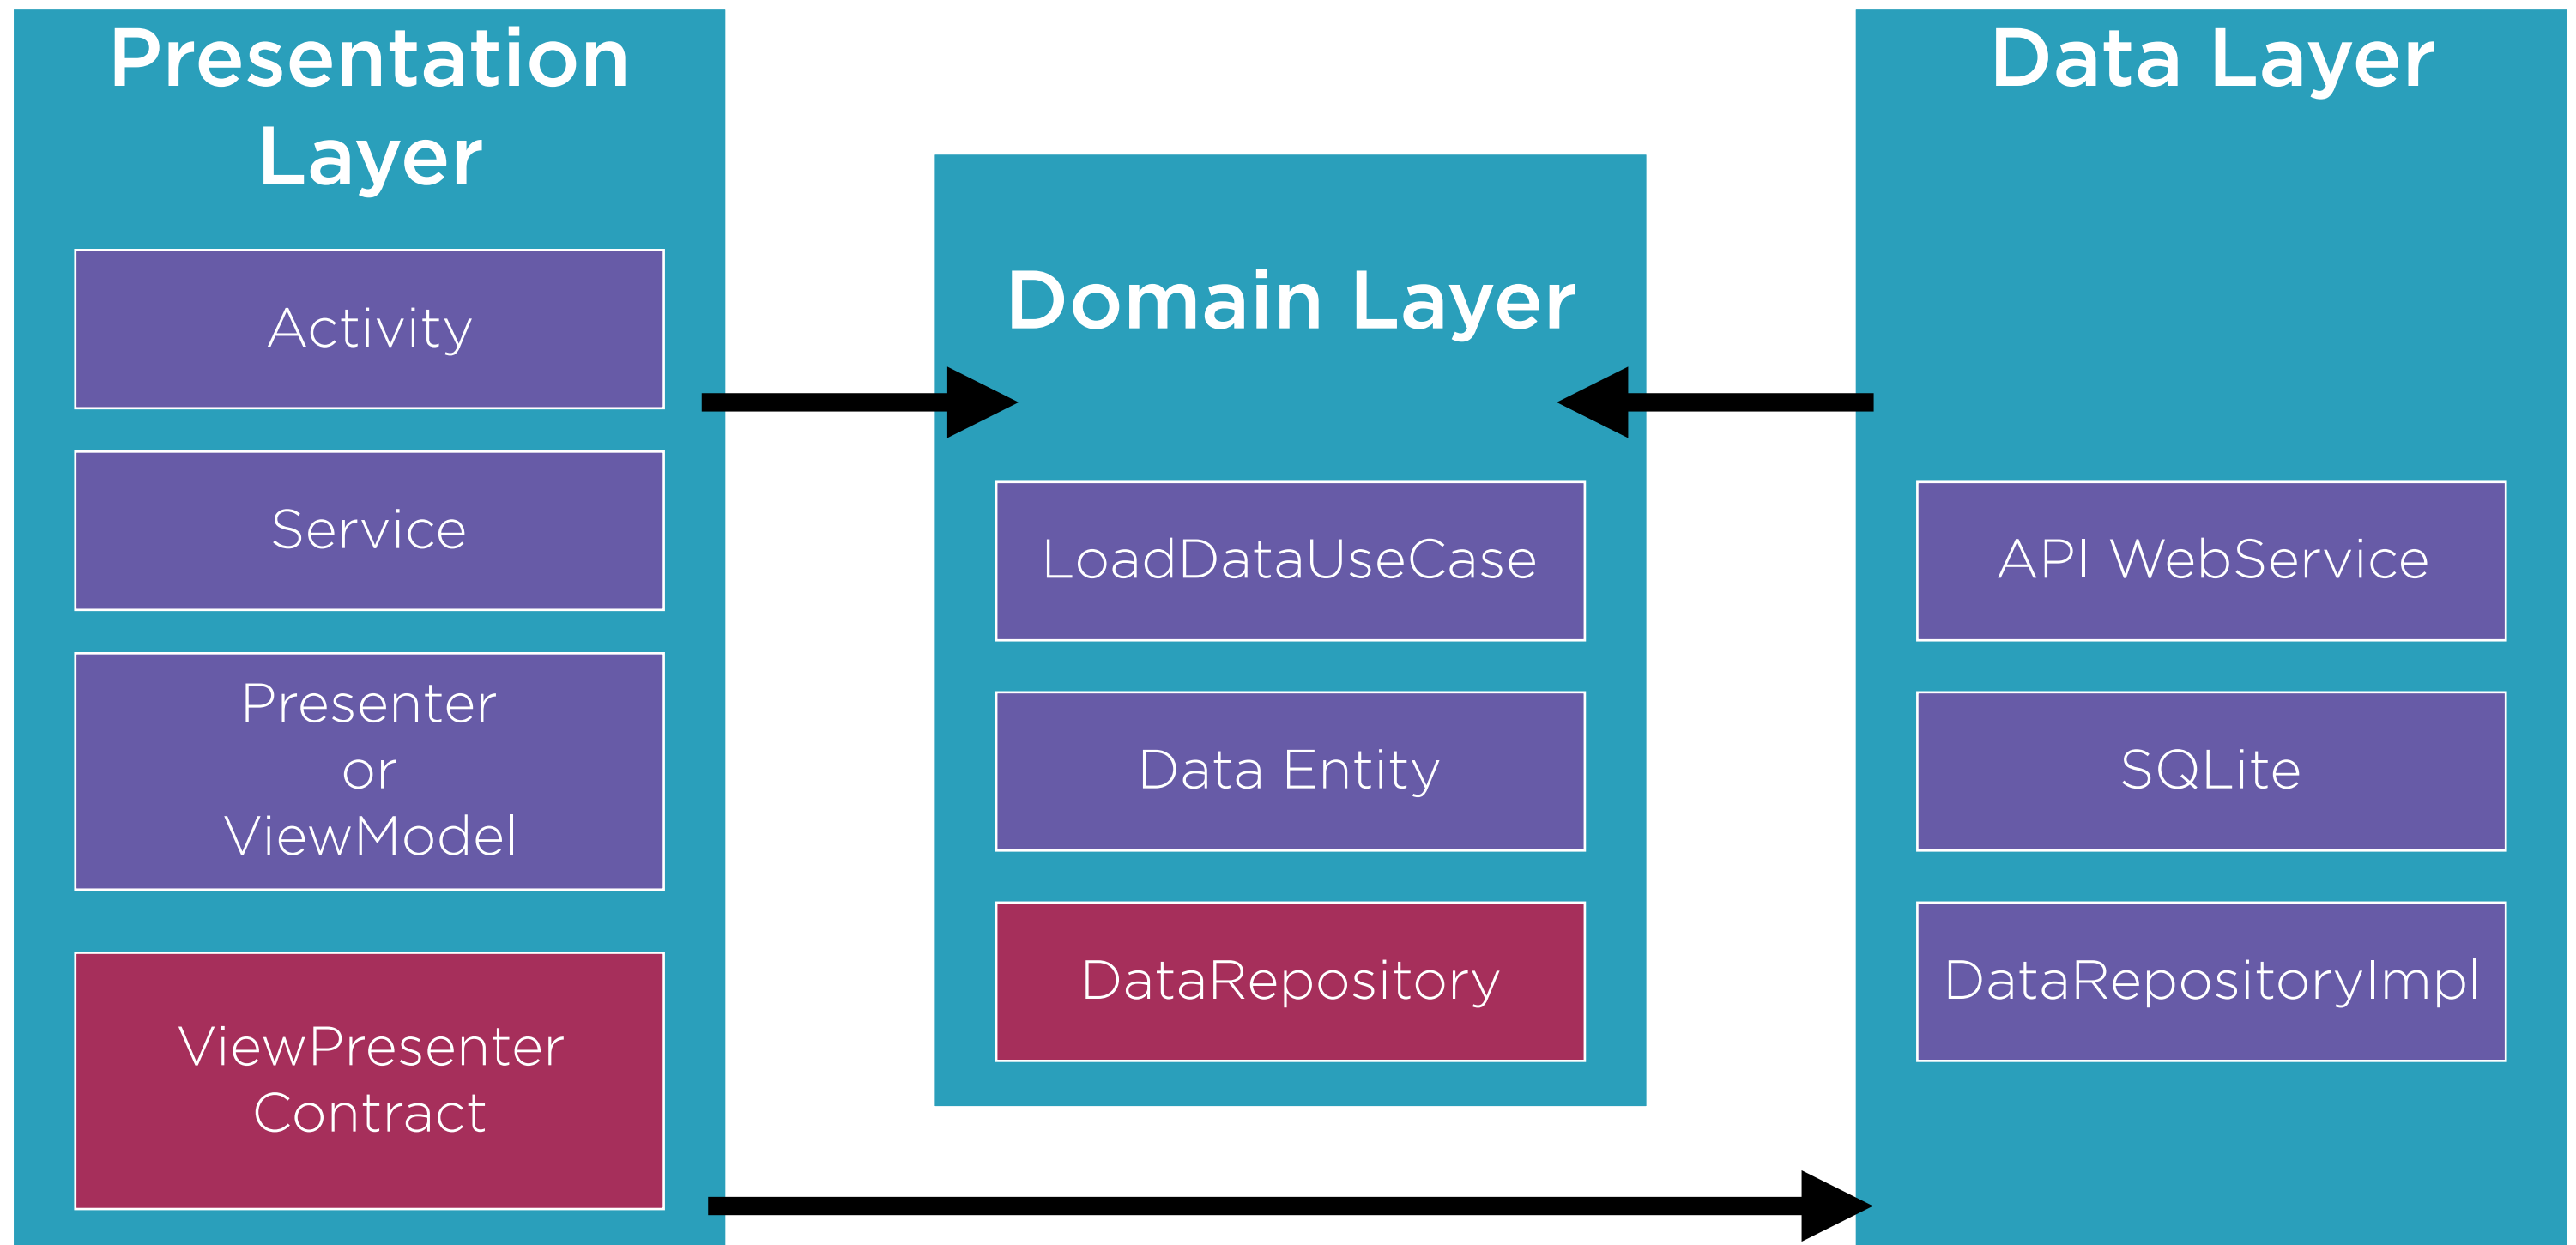 Presentation
Layer
Activity
Service
Presenter
or
ViewModel
ViewPresenter
Contract
Domain Layer
LoadDataUseCase
Data Entity
DataRepository
Data Layer
API WebService
SQLite
DataRepositoryImpl